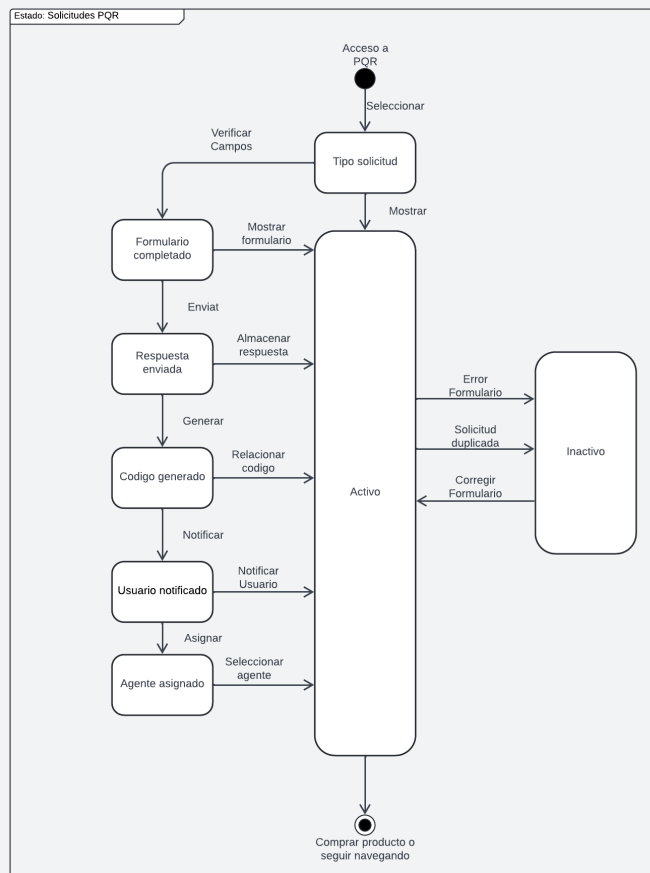 Estado: Solicitudes PQR
Acceso a
PQR
Seleccionar
Verificar
Campos
Tipo solicitud
Mostrar
Formulario
completado
Mostrar
formulario
Enviat
Respuesta
enviada
Almacenar
respuesta
Error
Formulario
Generar
Solicitud
duplicada
Inactivo
Codigo generado
Relacionar
codigo
Activo
Corregir
Formulario
Notificar
Usuario notificado
Notificar
Usuario
Asignar
Agente asignado
Seleccionar
agente
Comprar producto o
seguir navegando